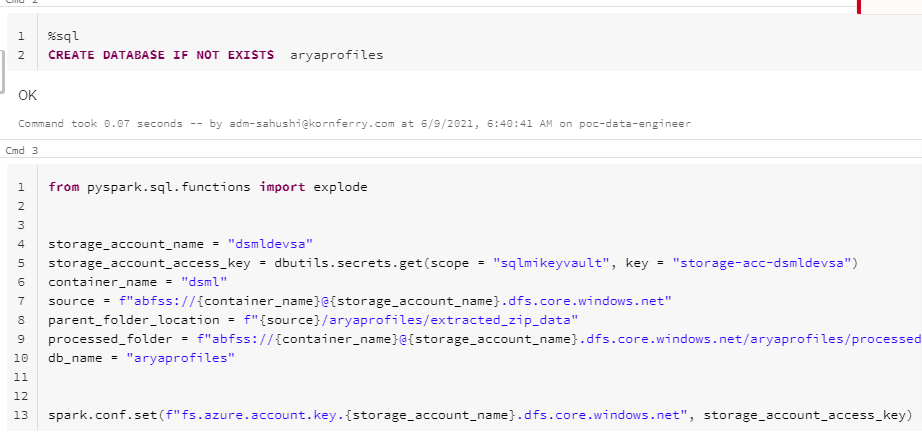 Cmd 2
1 %sql
2 CREATE DATABASE IF NOT EXISTS  aryaprofiles
OK
Command took 0.07 seconds -- by adm-sahushi@kornferry.com at 6/9/2021, 6:40:41 AM on poc-data-engineer
Cmd 3
1 from pyspark.sql.functions import explode
2
3
4 storage_account_name = "dsmldevsa"
5 storage_account_access_key = dbutils.secrets.get(scope = "sqlmikeyvault", key = "storage-acc-dsmldevsa")
6 container_name = "dsml"
7 source = f"abfss://{container_name}@{storage_account_name}.dfs.core.windows.net"
8 parent_folder_location = f"{source}/aryaprofiles/extracted_zip_data"
9 processed_folder = f"abfss://{container_name}@{storage_account_name}.dfs.core.windows.net/aryaprofiles/processed
10 db_name = "aryaprofiles"
11
12
13 spark.conf.set(f"fs.azure.account.key.{storage_account_name}.dfs.core.windows.net", storage_account_access_key)